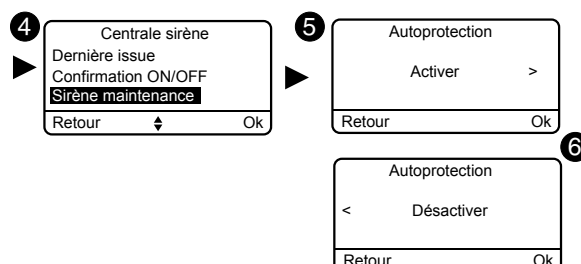 4
Centrale sirène
Dernière issue
Confirmation ON/OFF
Sirène maintenance
Retour Ok
5
Autoprotection
Activer >
Retour Ok
6
Autoprotection
< Désactiver
Retour Ok